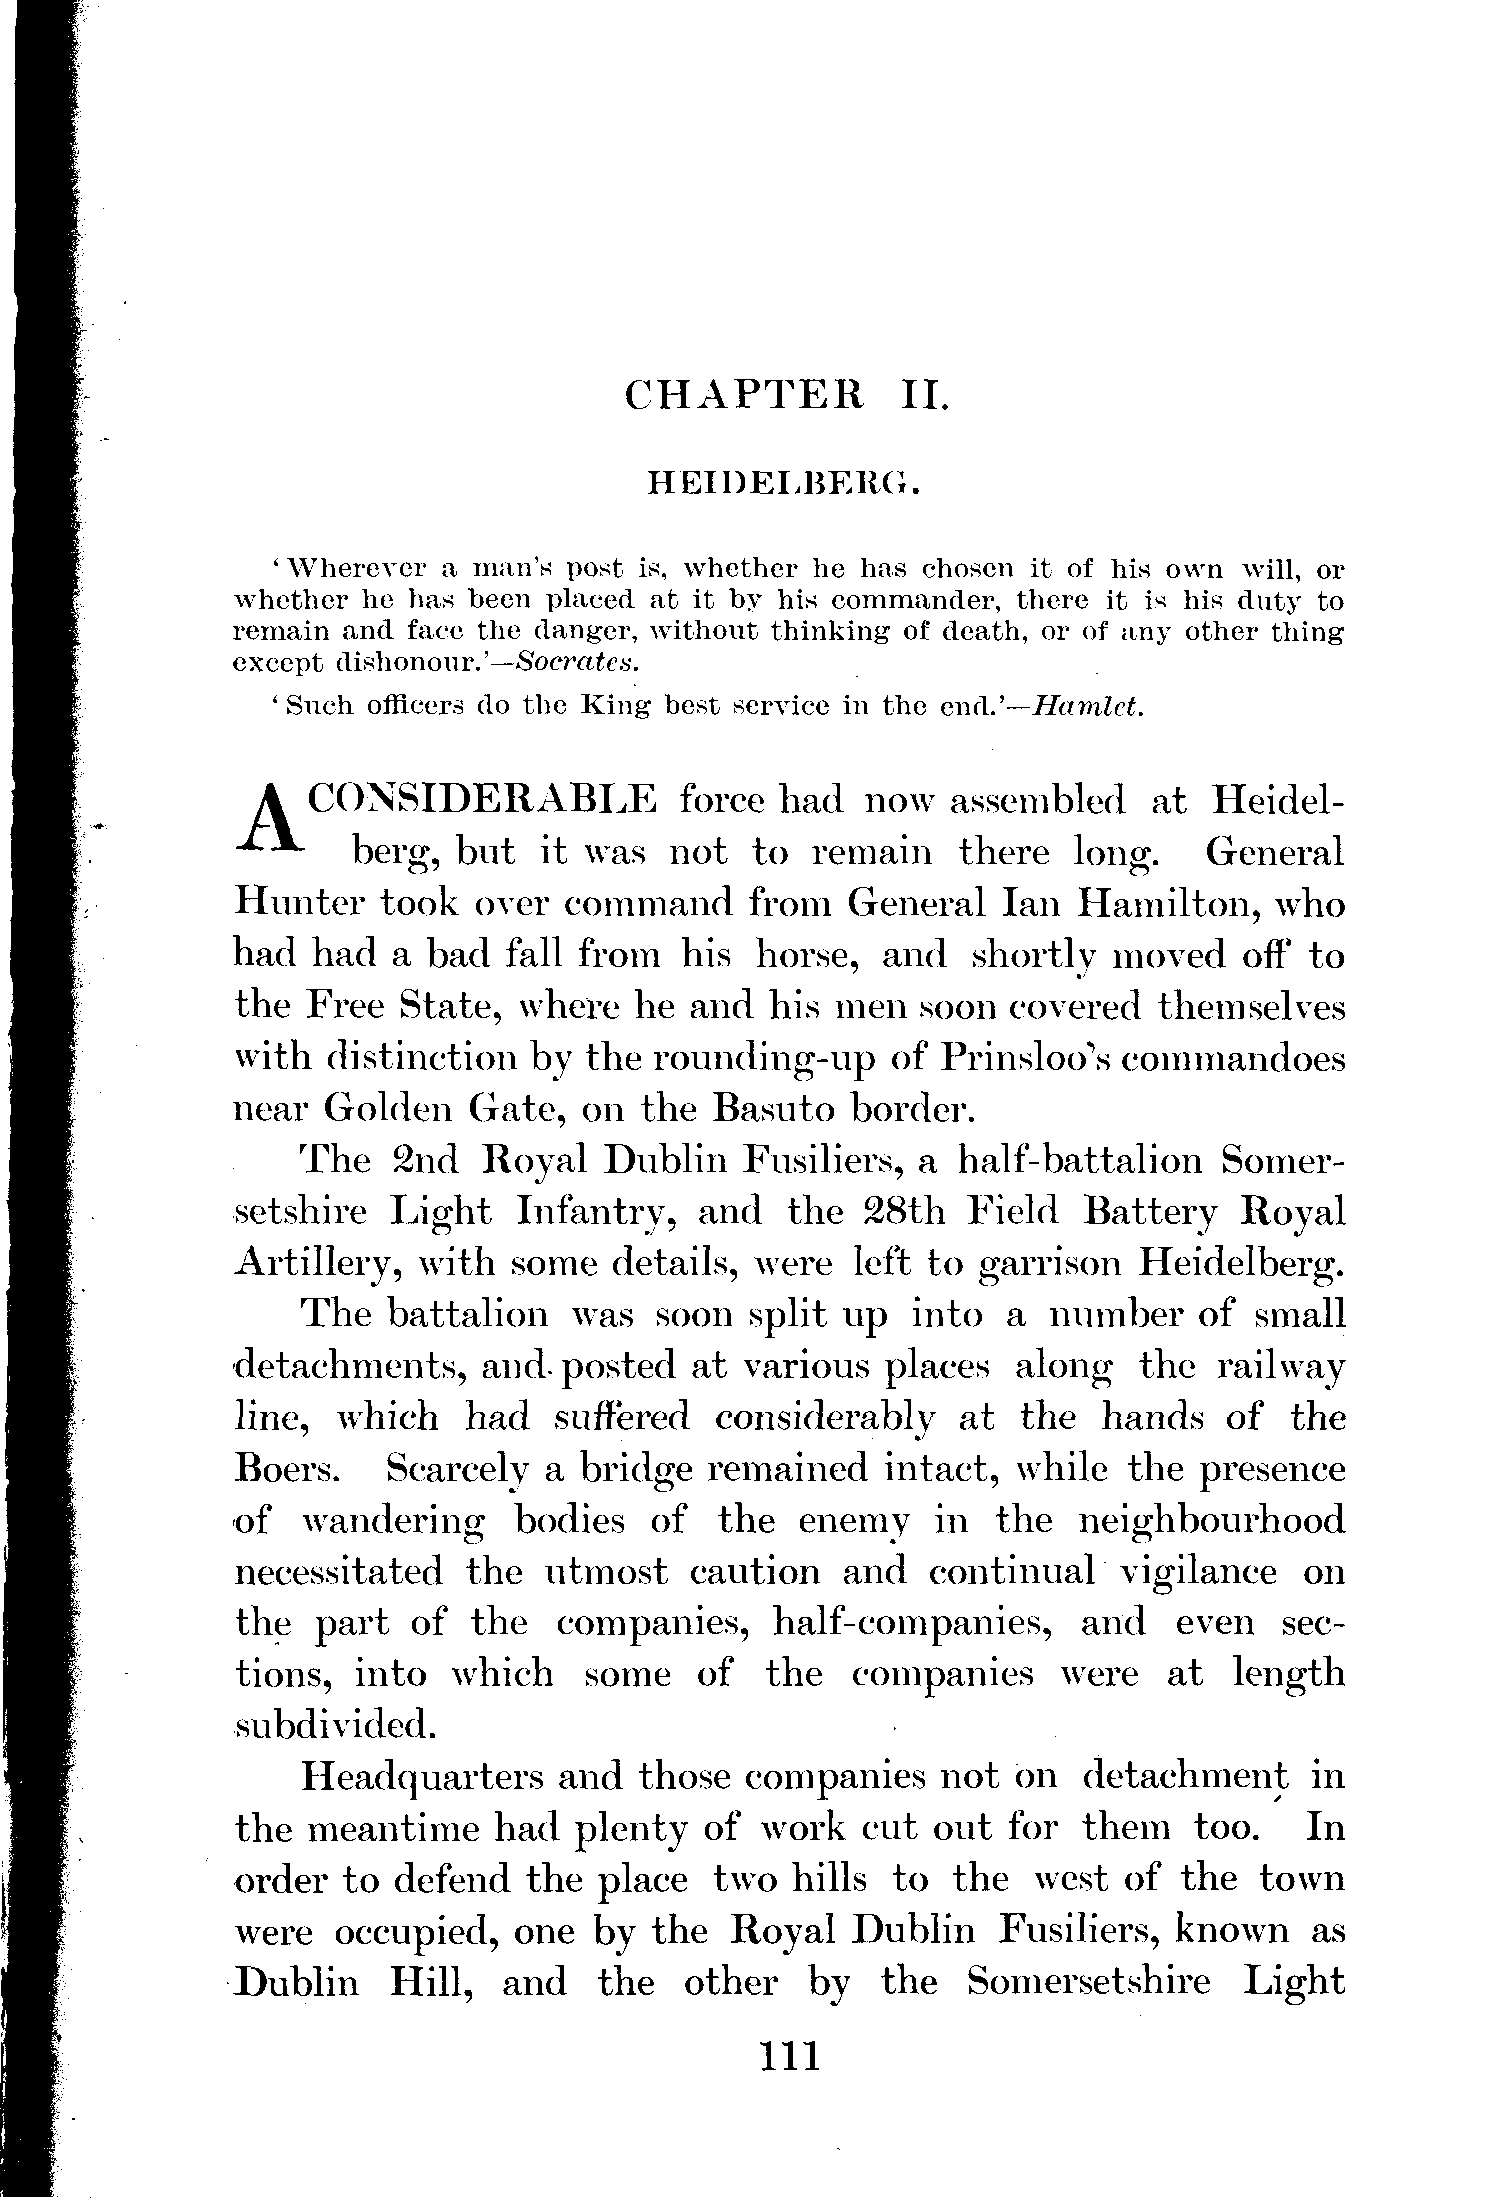 CHAPTER II.
HEIDELBERG.
‘Wherever a man's post is, whether he has chosen it of his own will, or
whether he has been placed at it by his commander, there it is his duty to
remain and face the danger, without thinking of death, or of any other thing
except dishonour.’—Socrates.
‘Such officers do the King best service in the end.’—Hamlet.
A CONSIDERABLE force had now assembled at Heidel-
berg, but it was not to remain there long. General
Hunter took over command from General Ian Hamilton, who
had had a bad fall from his horse, and shortly moved off to
the Free State, where he and his men soon covered themselves
with distinction by the rounding-up of Prinsloo's commandoes
near Golden Gate, on the Basuto border.
The 2nd Royal Dublin Fusiliers, a half-battalion Somer-
setshire Light Infantry, and the 28th Field Battery Royal
Artillery, with some details, were left to garrison Heidelberg.
The battalion was soon split up into a number of small
detachments, and posted at various places along the railway
line, which had suffered considerably at the hands of the
Boers. Scarcely a bridge remained intact, while the presence
of wandering bodies of the enemy in the neighbourhood
necessitated the utmost caution and continual vigilance on
the part of the companies, half-companies, and even sec-
tions, into which some of the companies were at length
subdivided.
Headquarters and those companies not on detachment in
the meantime had plenty of work cut out for them too. In
order to defend the place two hills to the west of the town
were occupied, one by the Royal Dublin Fusiliers, known as
Dublin Hill, and the other by the Somersetshire Light
111